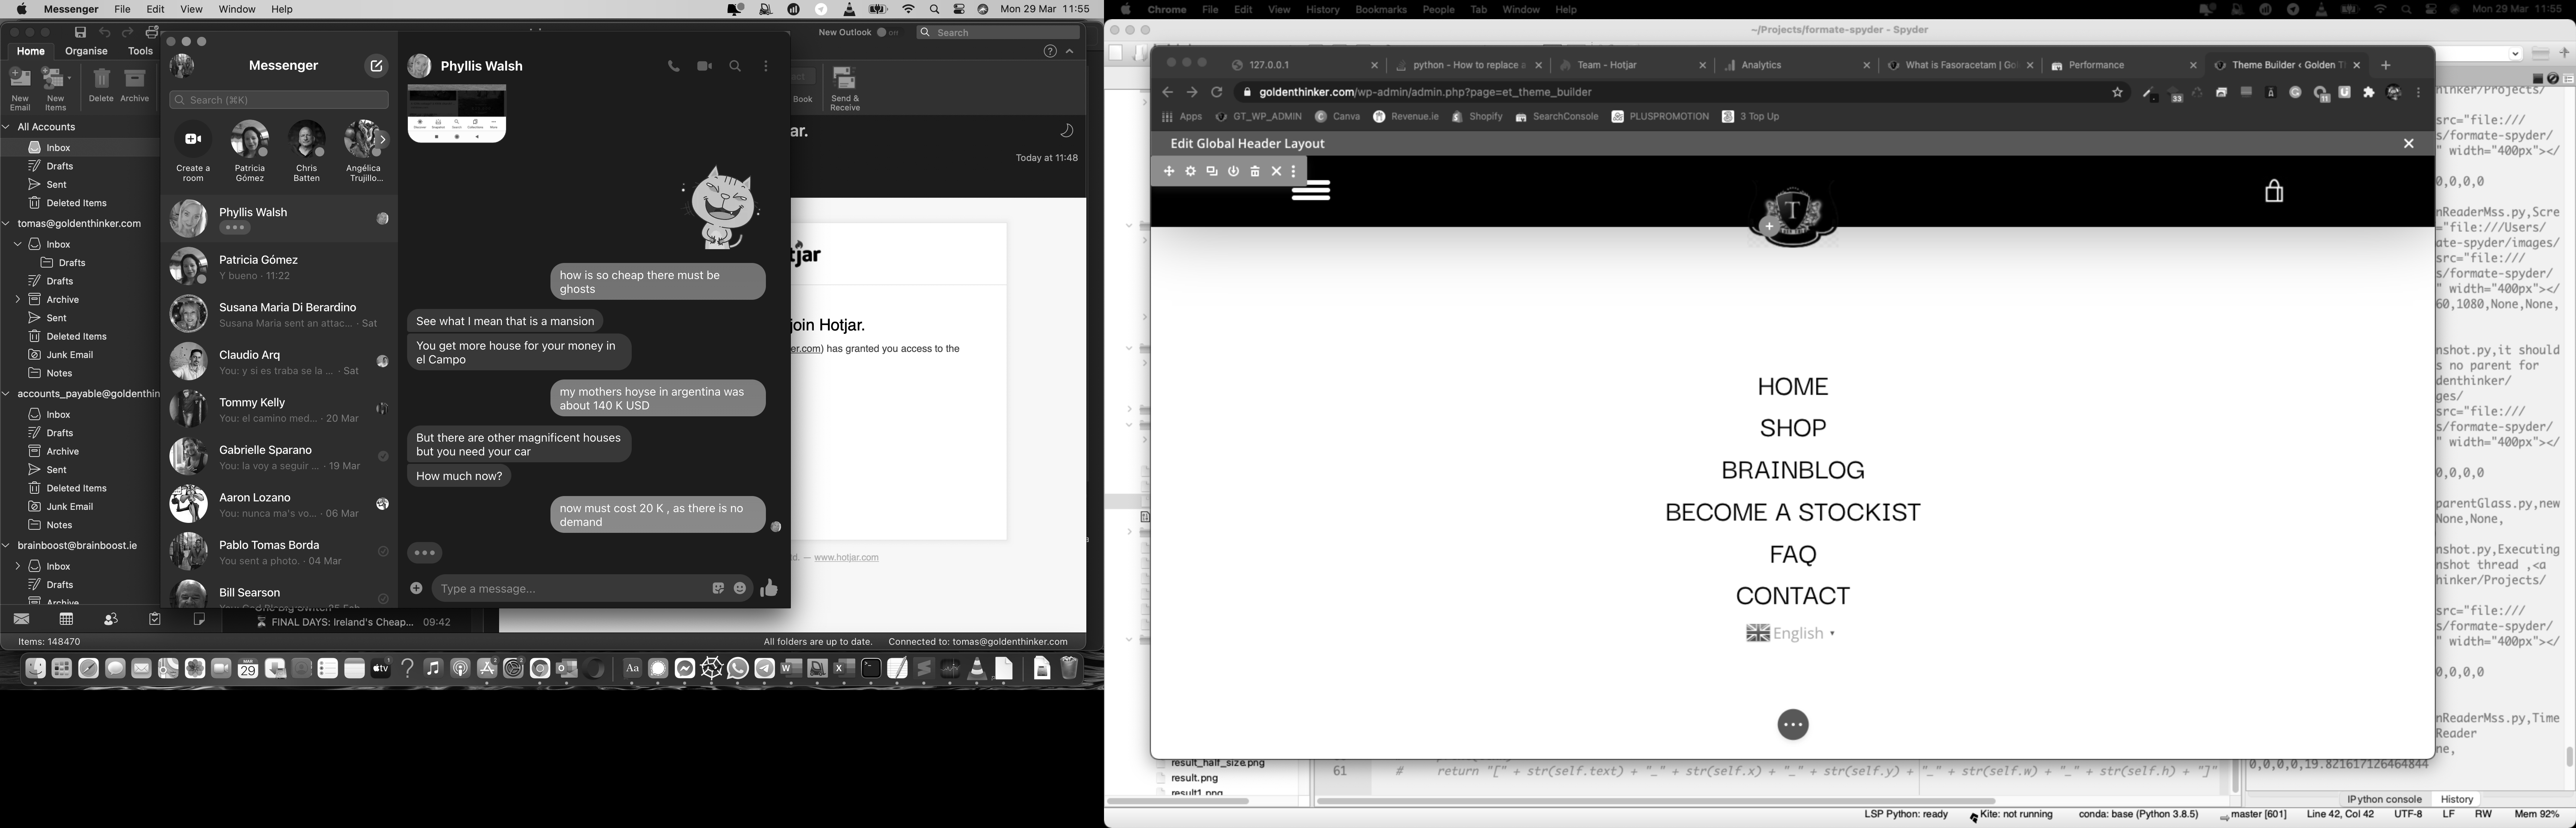 Messenger File Edit View Window Help
Mon 29 Mar 11:55
New Outlook off
Search
Home Organise Tools
New Email
New Items
Delete
Archive
Book
Send & Receive
All Accounts
Inbox
Drafts
Sent
Deleted Items
tomas@goldenthinker.com
Inbox
Drafts
Drafts
Archive
Sent
Deleted Items
Junk Email
Notes
accounts_payable@goldenthin
Inbox
Drafts
Archive
Sent
Deleted Items
Junk Email
Notes
brainboost@brainboost.ie
Inbox
Drafts
Archive
Items: 148470
Messenger
Search (⌘K)
Create a room
Patricia Gómez
Chris Batten
Angélica Trujillo...
Phyllis Walsh
Patricia Gómez
Y bueno · 11:22
Susana Maria Di Berardino
Susana Maria sent an attac... · Sat
Claudio Arq
You: y si es traba se la ... · Sat
Tommy Kelly
You: el camino med... · 20 Mar
Gabrielle Sparano
You: la voy a seguir ... · 19 Mar
Aaron Lozano
You: nunca ma's vo... · 06 Mar
Pablo Tomas Borda
You sent a photo. · 04 Mar
Bill Searson
FINAL DAYS: Ireland's Cheap... 09:42
Phyllis Walsh
how is so cheap there must be
ghosts
See what I mean that is a mansion
You get more house for your money in
el Campo
my mothers hoyse in argentina was
about 140 K USD
But there are other magnificent houses
but you need your car
How much now?
now must cost 20 K , as there is no
demand
Type a message...
ar.
Today at 11:48
tjar
join Hotjar.
er.com) has granted you access to the
td. — www.hotjar.com
All folders are up to date. Connected to: tomas@goldenthinker.com
Chrome File Edit View History Bookmarks People Tab Window Help
Mon 29 Mar 11:55
~/Projects/formate-spyder - Spyder
127.0.0.1
python - How to replace a
Team - Hotjar
Analytics
What is Fasoracetam | Go
Performance
Theme Builder ‹ Golden T
goldenthinker.com/wp-admin/admin.php?page=et_theme_builder
Apps GT_WP_ADMIN Canva Revenue.ie Shopify SearchConsole PLUSPROMOTION 3 Top Up
Edit Global Header Layout
T
HOME
SHOP
BRAINBLOG
BECOME A STOCKIST
FAQ
CONTACT
English
inker/Projects/
src="file:///
s/formate-spyder/
" width="400px"></
0,0,0,0
nReaderMss.py,Scre
="file:///Users/
ate-spyder/images/
src="file:///
s/formate-spyder/
" width="400px"></
60,1080,None,None,
nshot.py,it should
s no parent for
denthinker/
ges/
src="file:///
s/formate-spyder/
" width="400px"></
0,0,0,0
parentGlass.py,new
None,None,
nshot.py,Executing
nshot thread ,<a
hinker/Projects/
src="file:///
s/formate-spyder/
" width="400px"></
0,0,0,0
nReaderMss.py,Time
Reader
ne,
0,0,0,0,19.821617126464844
result_half_size.png
result.png
result1.png
61 # return "[" + str(self.text) + "_" + str(self.x) + "_" + str(self.y) + "_" + str(self.w) + "_" + str(self.h) + "]"
IPython console History
LSP Python: ready Kite: not running conda: base (Python 3.8.5) master [601] Line 42, Col 42 UTF-8 LF RW Mem 92%